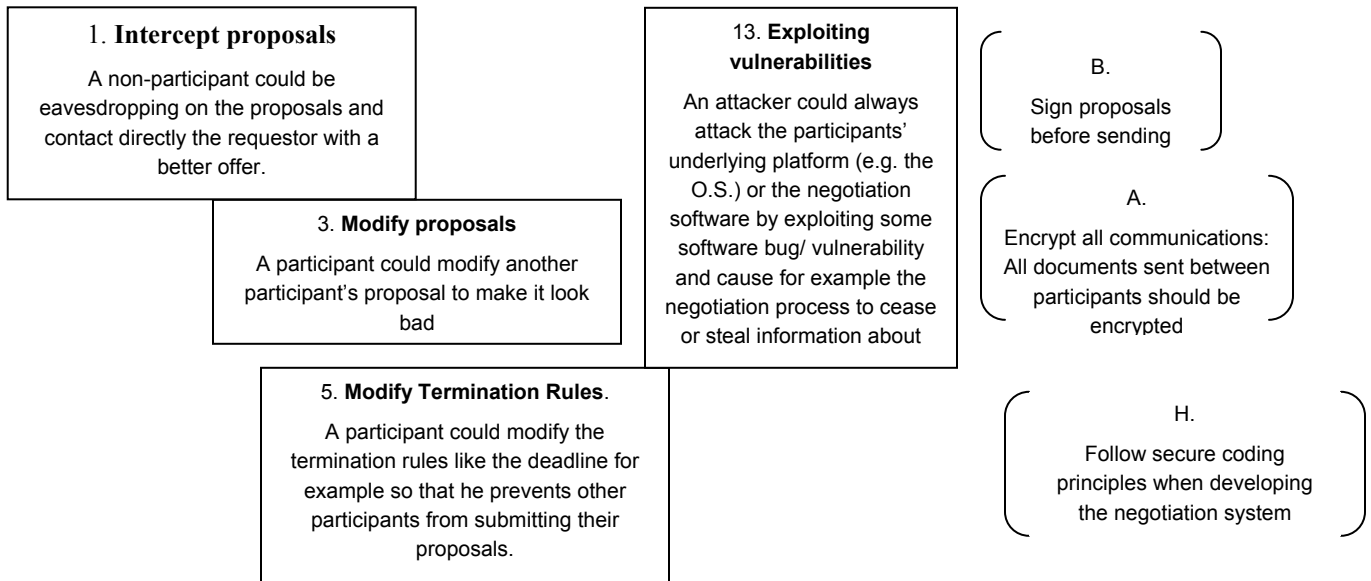 1. Intercept proposals
A non-participant could be
eavesdropping on the proposals and
contact directly the requestor with a
better offer.
3. Modify proposals
A participant could modify another
participant's proposal to make it look
bad
5. Modify Termination Rules.
A participant could modify the
termination rules like the deadline for
example so that he prevents other
participants from submitting their
proposals.
13. Exploiting
vulnerabilities
An attacker could always
attack the participants'
underlying platform (e.g. the
O.S.) or the negotiation
software by exploiting some
software bug/ vulnerability
and cause for example the
negotiation process to cease
or steal information about
B.
Sign proposals
before sending
A.
Encrypt all communications:
All documents sent between
participants should be
encrypted
H.
Follow secure coding
principles when developing
the negotiation system